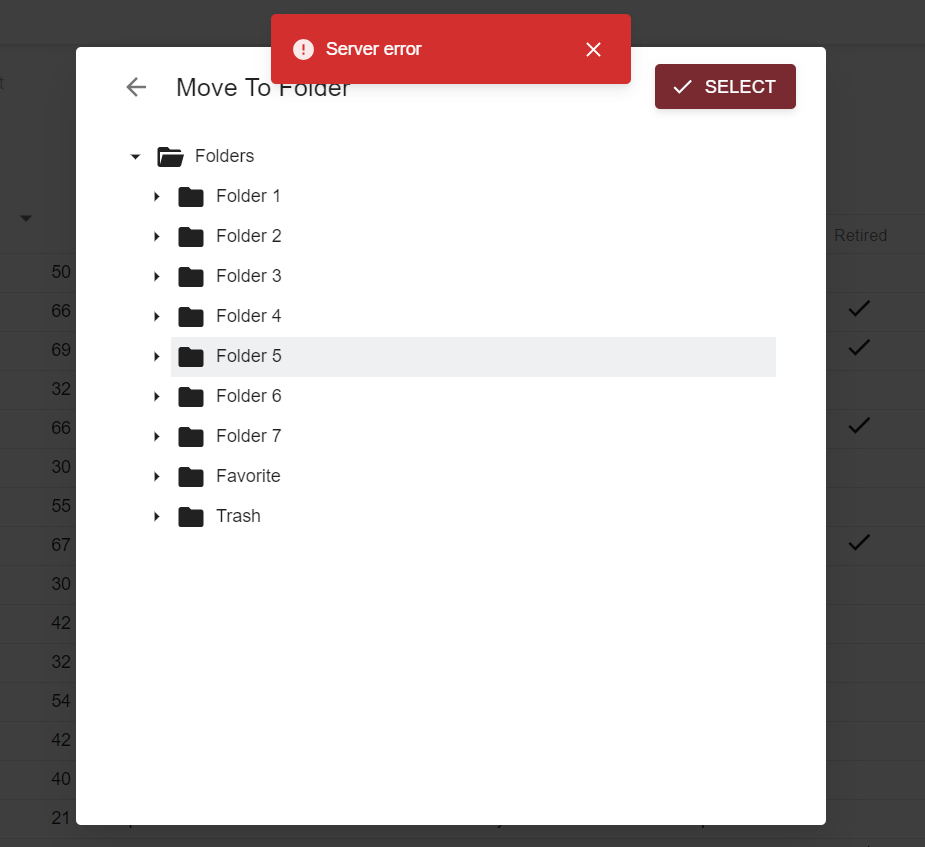 Server error
Move To Folder
SELECT
Folders
Folder 1
Folder 2
Folder 3
Folder 4
Folder 5
Folder 6
Folder 7
Favorite
Trash
Retired
50
66
69
32
66
30
55
67
30
42
32
54
42
40
21